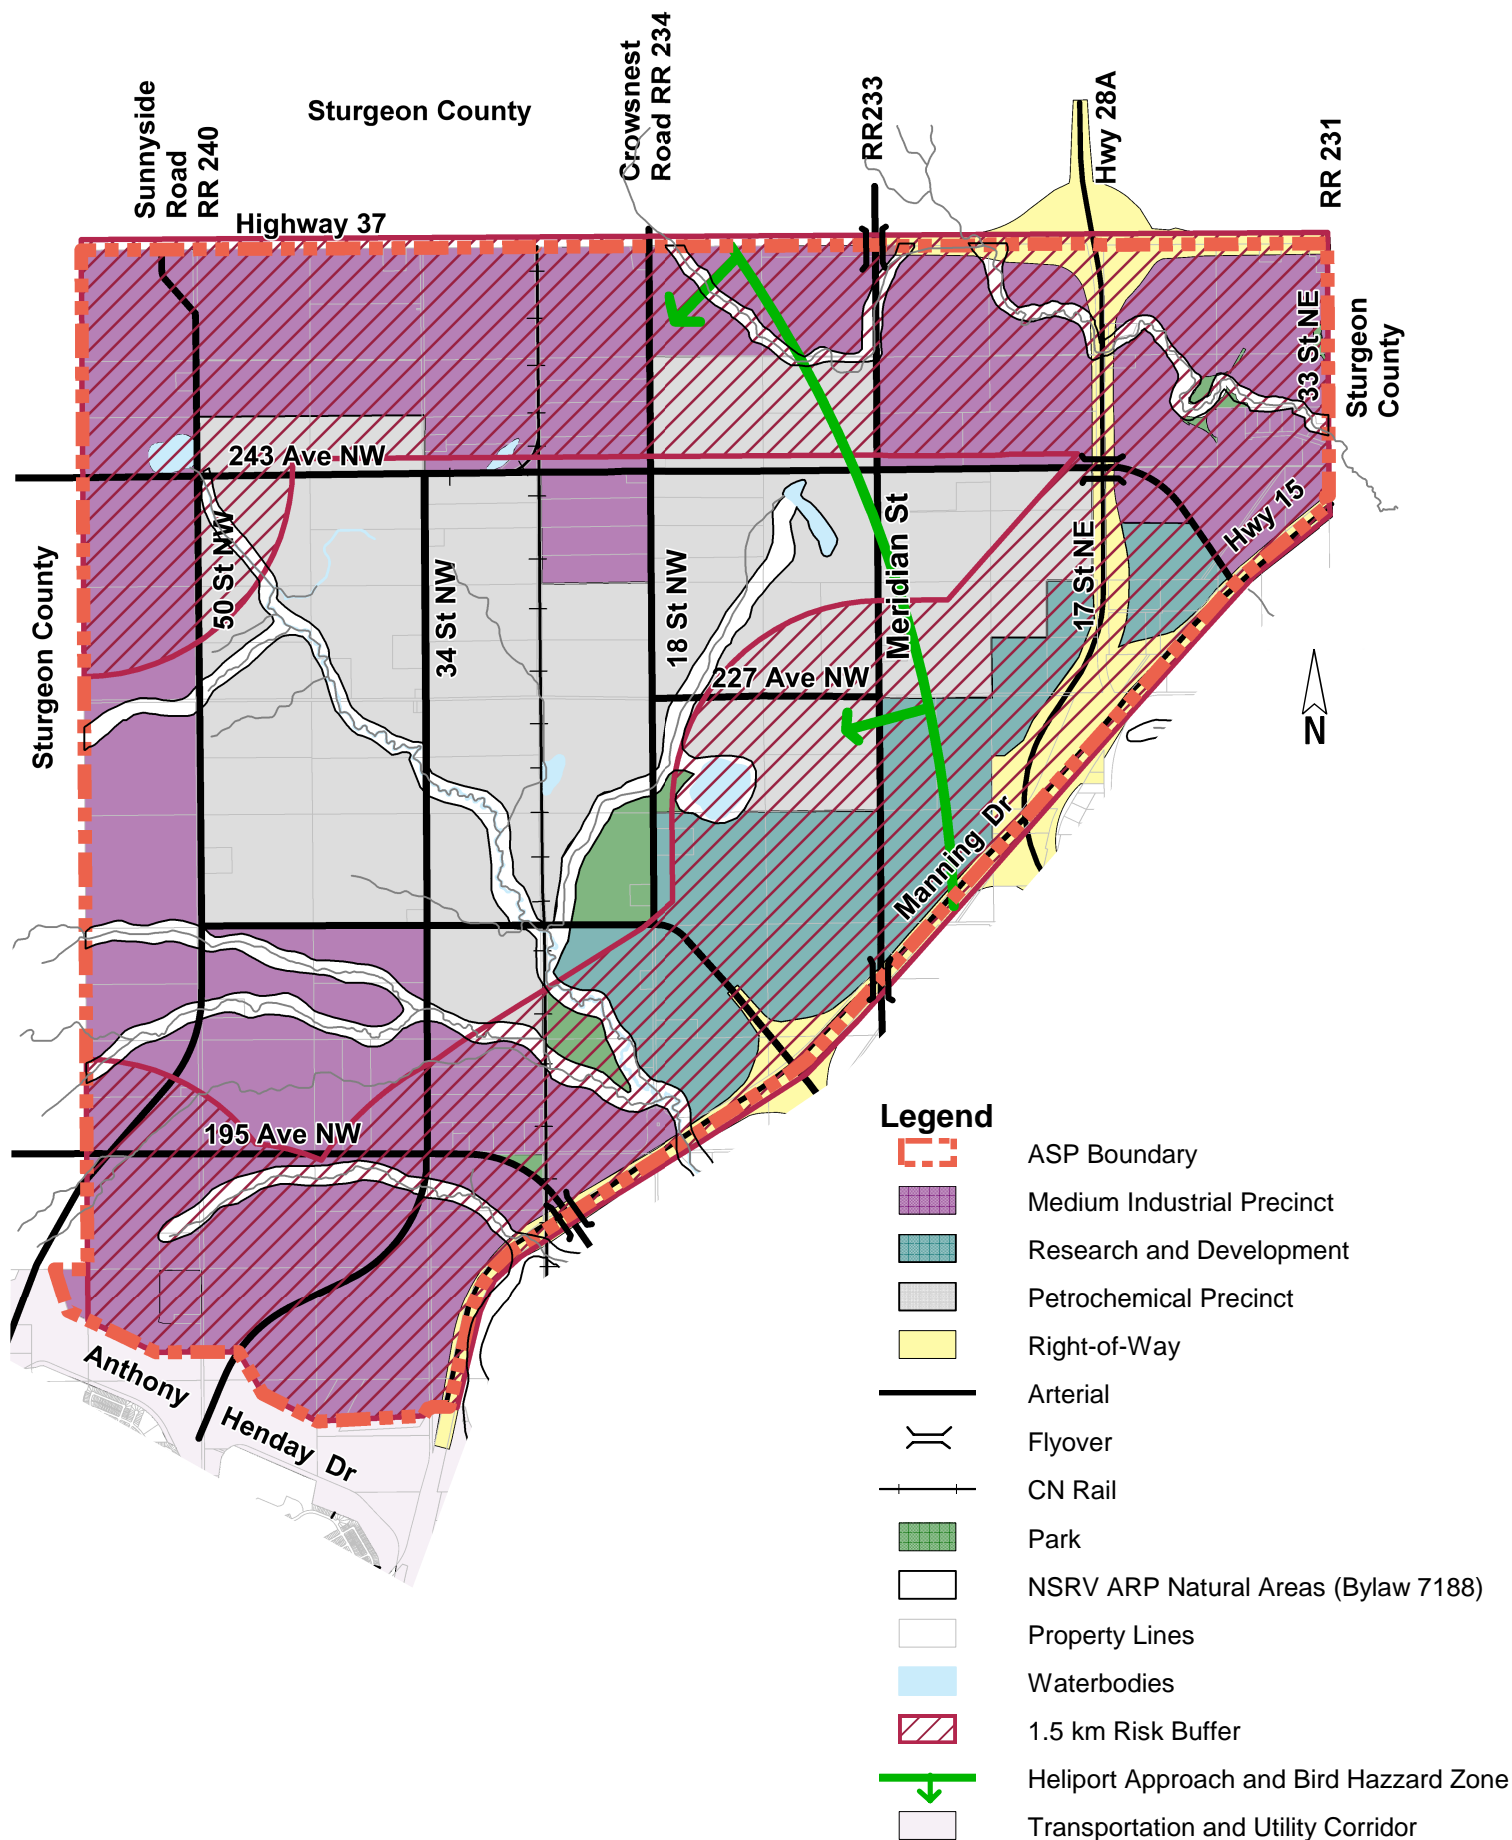 Sturgeon County
Sunnyside
Road
RR 240
Crowsnest
Road RR 234
RR233
Hwy 28A
RR 231
Highway 37
33 St NE
Sturgeon
County
243 Ave NW
50 St NW
34 St NW
18 St NW
Meridian St
17 St NE
Hwy 15
Sturgeon County
227 Ave NW
N
Manning Dr
195 Ave NW
Anthony
Henday Dr
Legend
ASP Boundary
Medium Industrial Precinct
Research and Development
Petrochemical Precinct
Right-of-Way
Arterial
Flyover
CN Rail
Park
NSRV ARP Natural Areas (Bylaw 7188)
Property Lines
Waterbodies
1.5 km Risk Buffer
Heliport Approach and Bird Hazzard Zone
Transportation and Utility Corridor